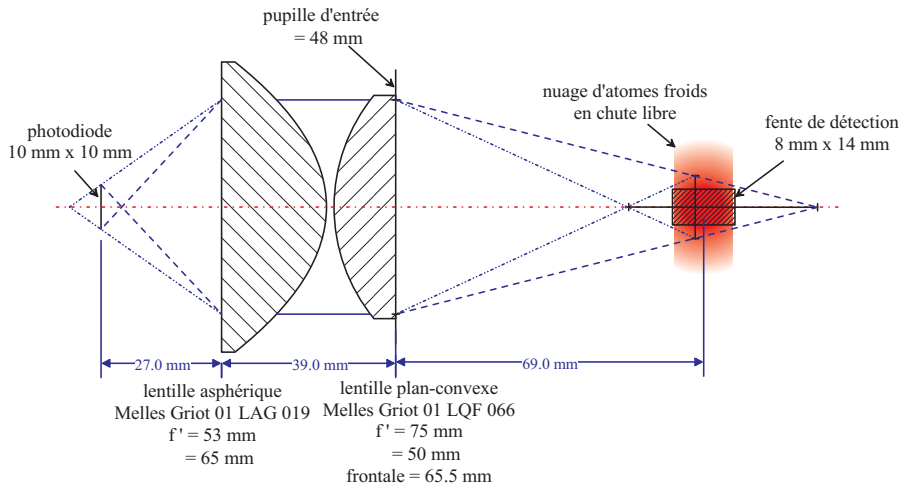 pupille d'entrée
= 48 mm
nuage d'atomes froids
en chute libre
fente de détection
8 mm x 14 mm
photodiode
10 mm x 10 mm
27.0 mm
39.0 mm
69.0 mm
lentille asphérique
Melles Griot 01 LAG 019
f ' = 53 mm
= 65 mm
lentille plan-convexe
Melles Griot 01 LQF 066
f ' = 75 mm
= 50 mm
frontale = 65.5 mm